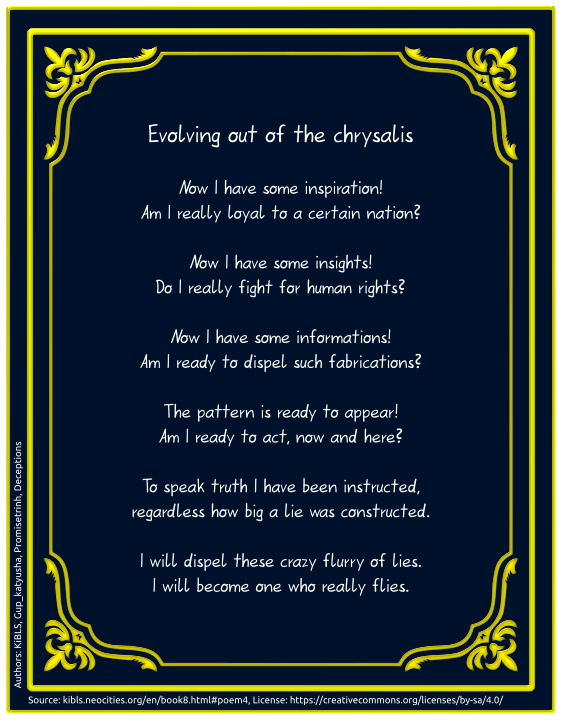 Evolving out of the chrysalis
Now I have some inspiration!
Am I really loyal to a certain nation?
Now I have some insights!
Do I really fight for human rights?
Now I have some informations!
Am I ready to dispel such fabrications?
The pattern is ready to appear!
Am I ready to act, now and here?
To speak truth I have been instructed,
regardless how big a lie was constructed.
I will dispel these crazy flurry of lies.
I will become one who really flies.
Authors: KiBLS, Gup_katyusha, Promisetrinh, Deceptions
Source: kibls.neocities.org/en/book8.html#poem4, License: https://creativecommons.org/licenses/by-sa/4.0/